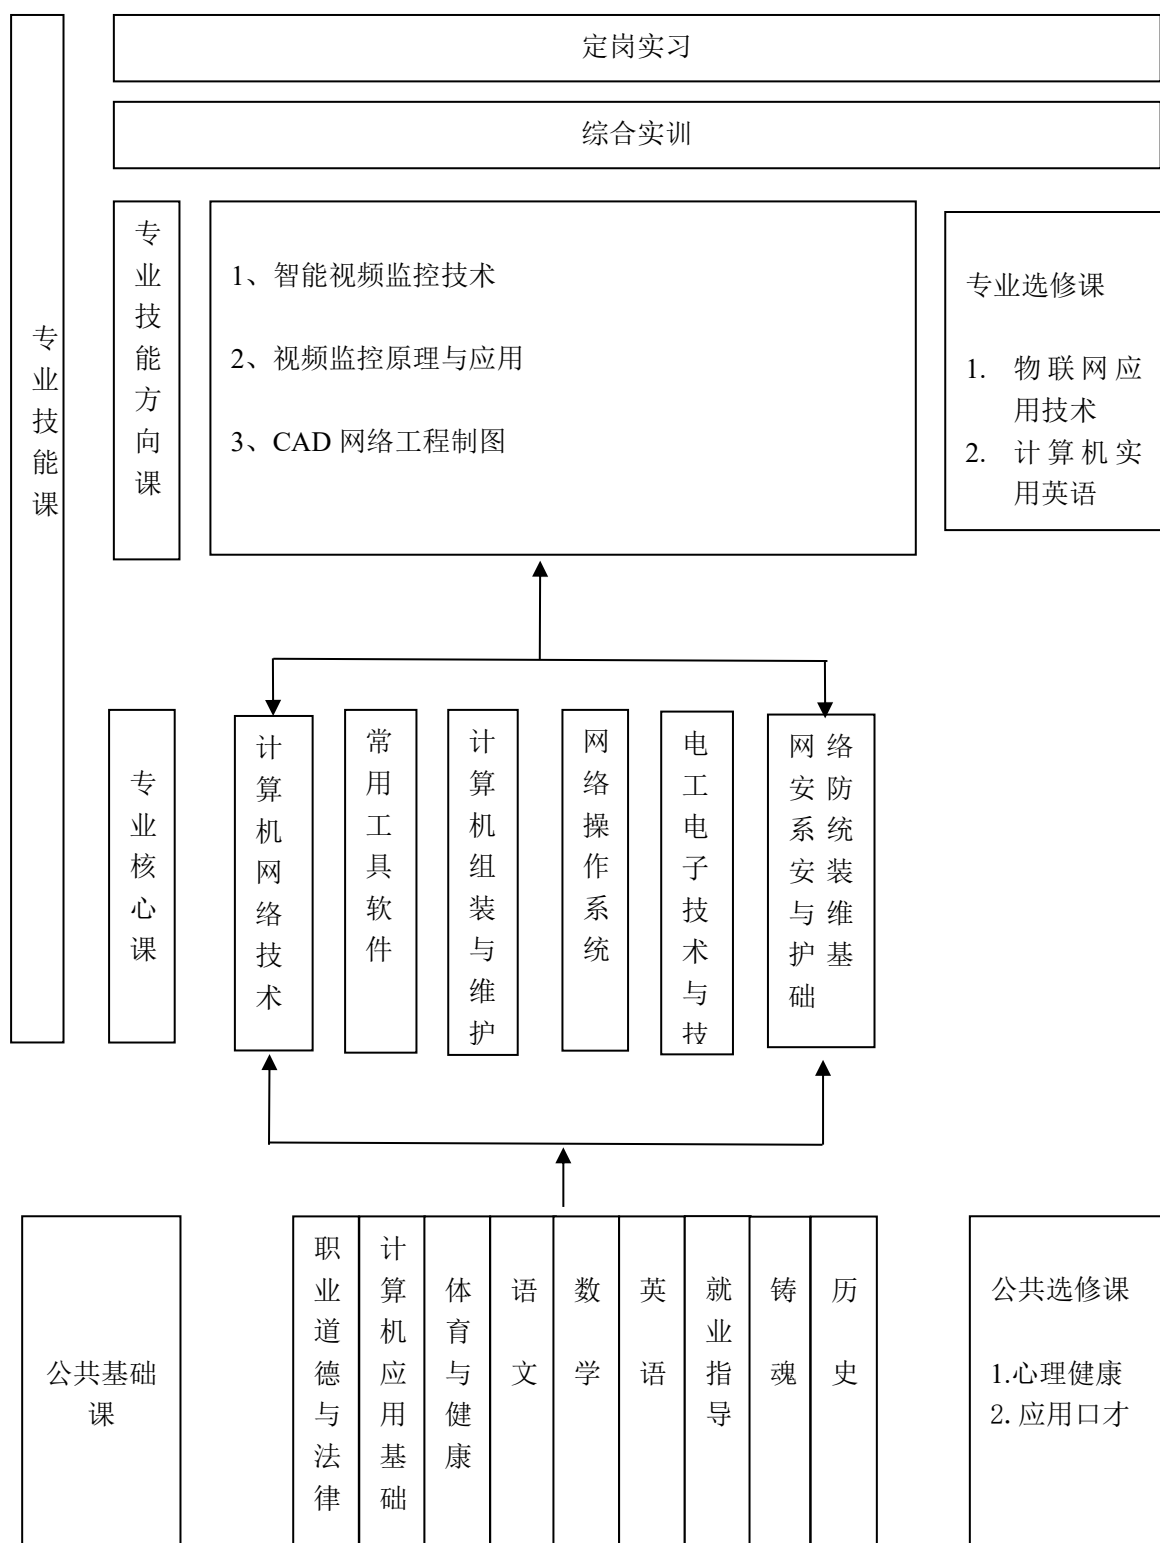 定岗实习
综合实训
专业技能课
专业技能方向课
1、智能视频监控技术
2、视频监控原理与应用
3、CAD 网络工程制图
专业选修课
1. 物联网应
用技术
2. 计算机实
用英语
专业核心课
计算机网络技术
常用工具软件
计算机组装与维护
网络操作系统
电工电子技术与技
网络
安防
系统
安装
与维
护基
础
公共基础
课
职业道德与法律
计算机应用基础
体育与健康
语文
数学
英语
就业指导
铸魂
历史
公共选修课
1.心理健康
2.应用口才